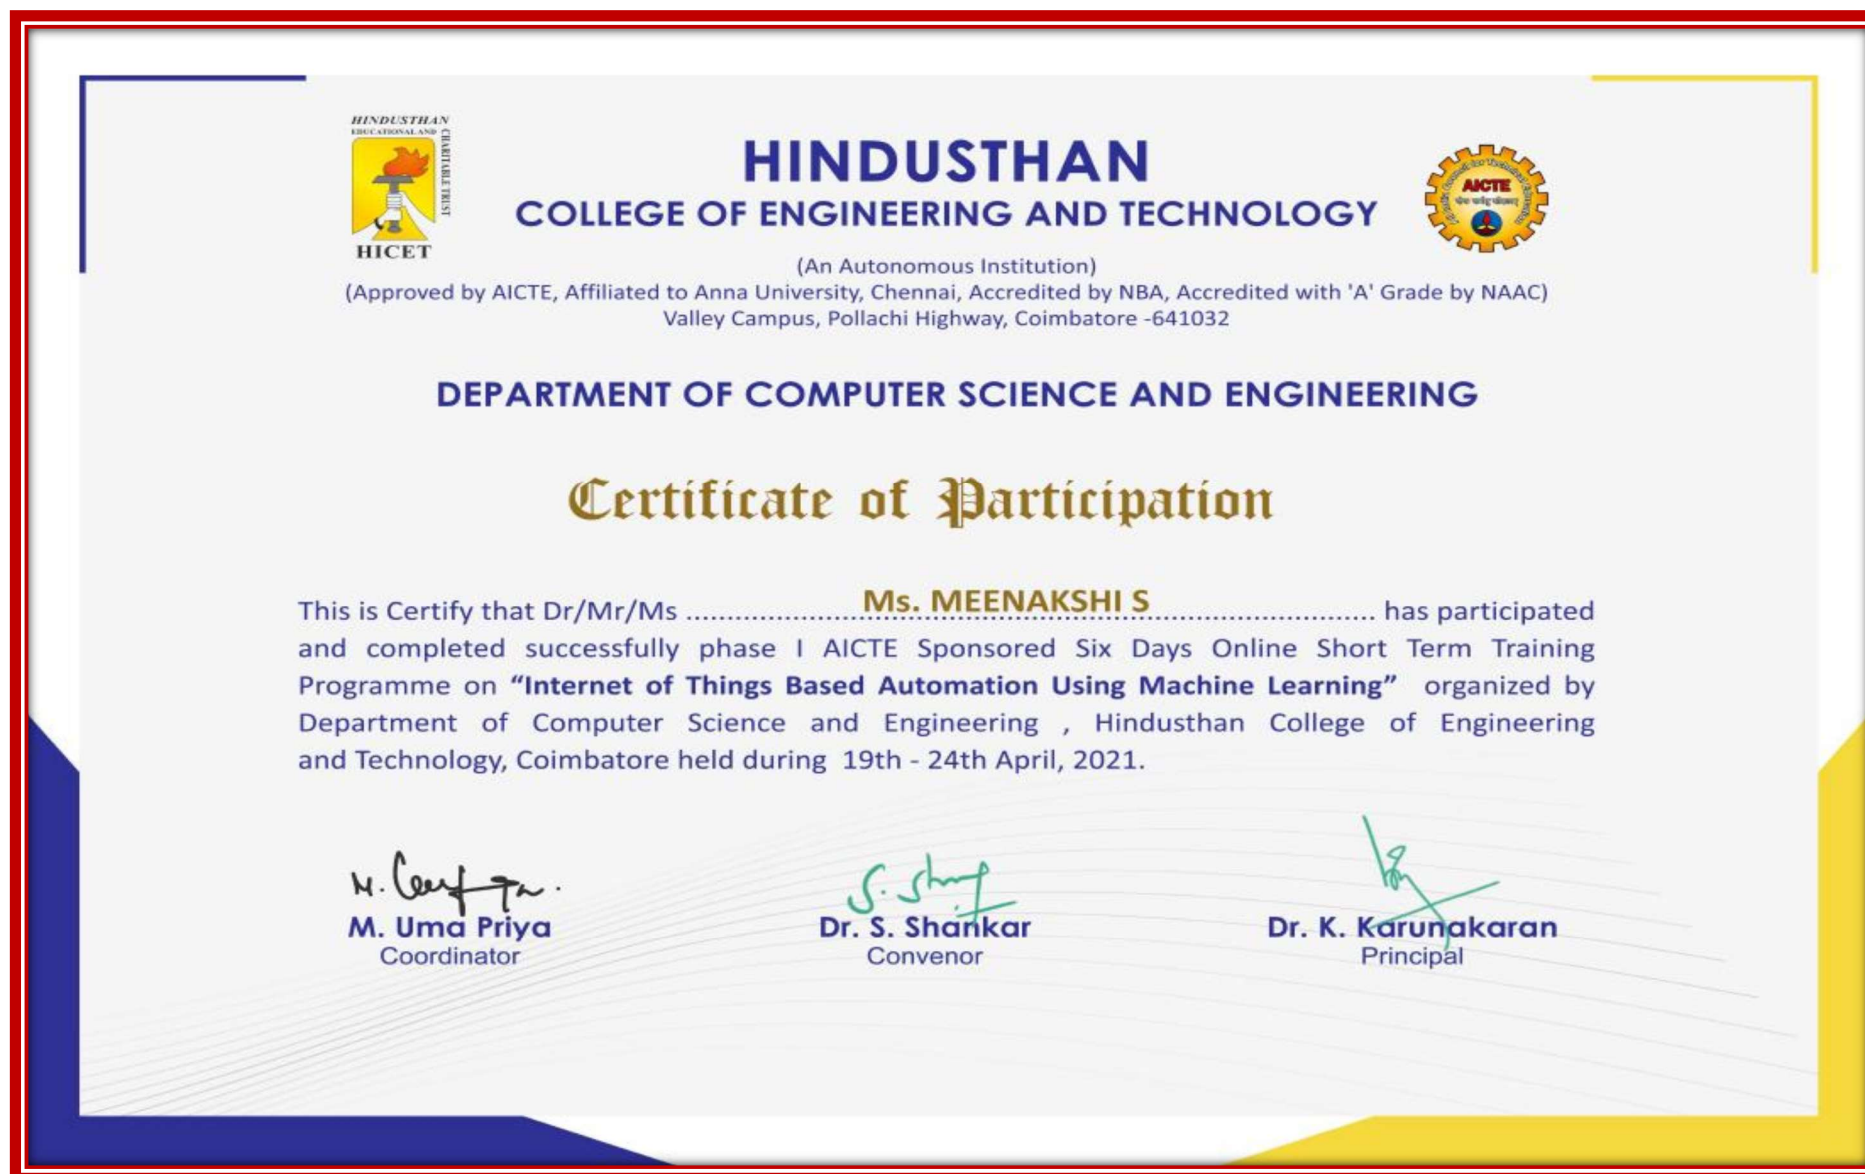 HINDUSTHAN
EDUCATIONAL AND
CHARITABLE TRUST
HICET
HINDUSTHAN
COLLEGE OF ENGINEERING AND TECHNOLOGY
AICTE
(An Autonomous Institution)
(Approved by AICTE, Affiliated to Anna University, Chennai, Accredited by NBA, Accredited with 'A' Grade by NAAC)
Valley Campus, Pollachi Highway, Coimbatore -641032
DEPARTMENT OF COMPUTER SCIENCE AND ENGINEERING
Certificate of Participation
This is Certify that Dr/Mr/Ms ......................Ms. MEENAKSHI S............................ has participated
and completed successfully phase I AICTE Sponsored Six Days Online Short Term Training
Programme on “Internet of Things Based Automation Using Machine Learning” organized by
Department of Computer Science and Engineering , Hindusthan College of Engineering
and Technology, Coimbatore held during 19th - 24th April, 2021.
M. Uma Priya
Coordinator
Dr. S. Shankar
Convenor
Dr. K. Karunakaran
Principal